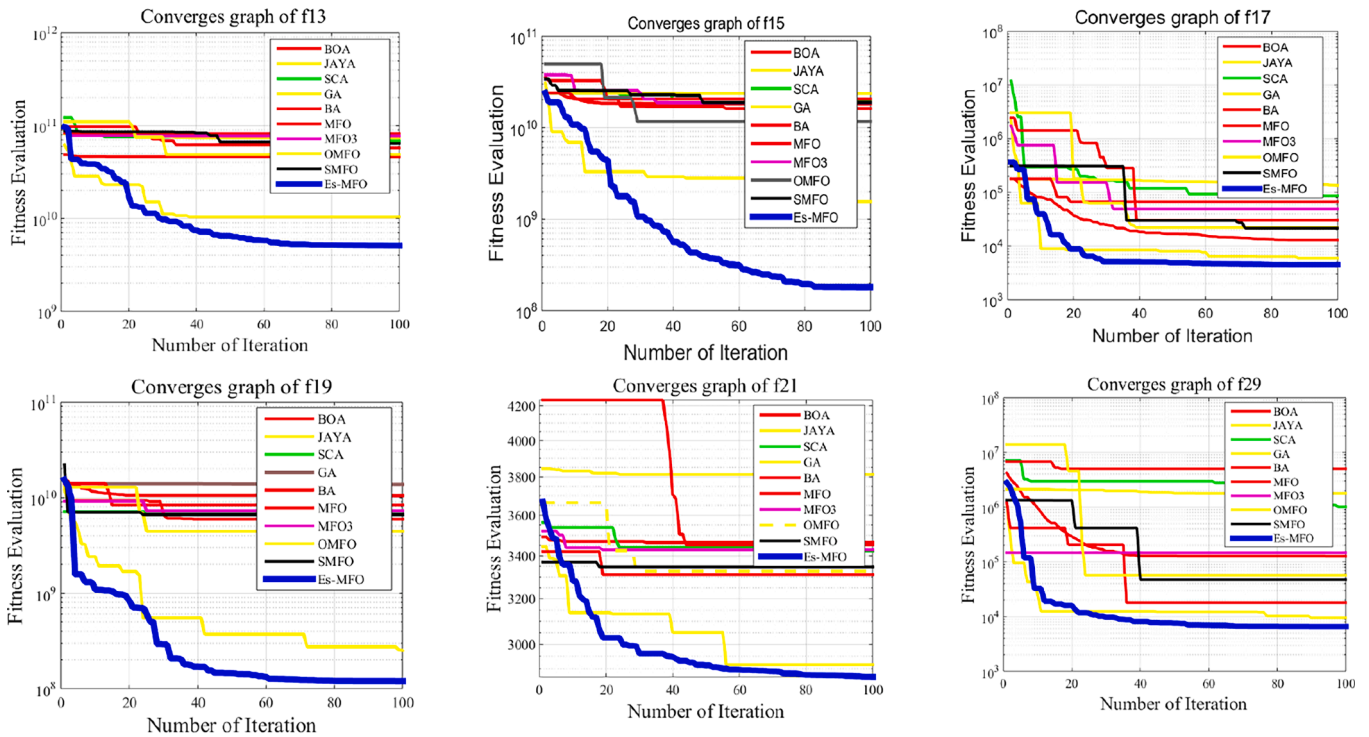 Converges graph of f13
Fitness Evaluation
10^12
10^11
10^10
10^9
BOA
JAYA
SCA
GA
BA
MFO
MFO3
OMFO
SMFO
Es-MFO
0 20 40 60 80 100
Number of Iteration
Converges graph of f15
Fitness Evaluation
10^11
10^10
10^9
10^8
BOA
JAYA
SCA
GA
BA
MFO
MFO3
OMFO
SMFO
Es-MFO
0 20 40 60 80 100
Number of Iteration
Converges graph of f17
Fitness Evaluation
10^8
10^7
10^6
10^5
10^4
10^3
BOA
JAYA
SCA
GA
BA
MFO
MFO3
OMFO
SMFO
Es-MFO
0 20 40 60 80 100
Number of Iteration
Converges graph of f19
Fitness Evaluation
10^11
10^10
10^9
10^8
BOA
JAYA
SCA
GA
BA
MFO
MFO3
OMFO
SMFO
Es-MFO
0 20 40 60 80 100
Number of Iteration
Converges graph of f21
Fitness Evaluation
4200
4000
3800
3600
3400
3200
3000
BOA
JAYA
SCA
GA
BA
MFO
MFO3
OMFO
SMFO
Es-MFO
0 20 40 60 80 100
Number of Iteration
Converges graph of f29
Fitness Evaluation
10^8
10^7
10^6
10^5
10^4
10^3
BOA
JAYA
SCA
GA
BA
MFO
MFO3
OMFO
SMFO
Es-MFO
0 20 40 60 80 100
Number of Iteration